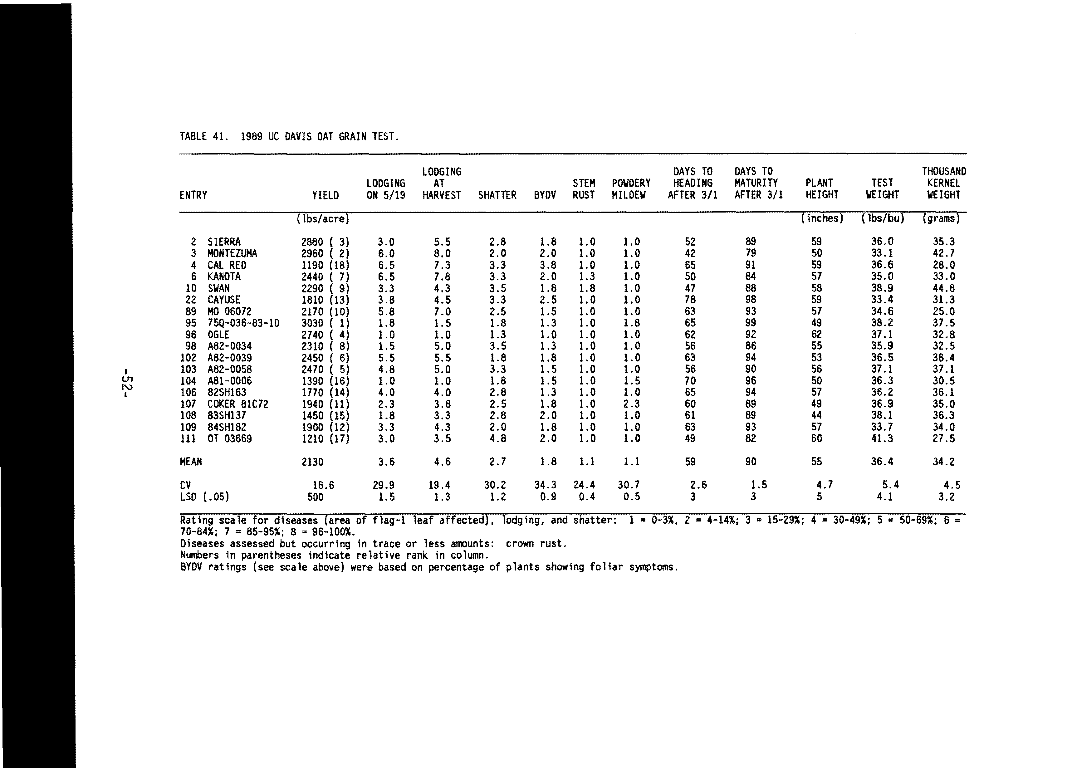 TABLE 41. 1989 UC DAVIS OAT GRAIN TEST.
LODGING DAYS TO DAYS TO THOUSAND
LODGING AT STEM POWDERY HEADING MATURITY PLANT TEST KERNEL
ENTRY YIELD ON 5/19 HARVEST SHATTER BYDV RUST MILDEW AFTER 3/1 AFTER 3/1 HEIGHT WEIGHT WEIGHT
(lbs/acre) (inches) (lbs/bu) (grams)
2 SIERRA 2880 ( 3) 3.0 5.5 2.8 1.8 1.0 1.0 52 89 59 36.0 35.3
3 MONTEZUMA 2960 ( 2) 6.0 8.0 2.0 2.0 1.0 1.0 42 79 50 33.1 42.7
4 CAL RED 1190 (18) 6.5 7.3 3.3 3.8 1.0 1.0 65 91 59 36.6 28.0
6 KANOTA 2440 ( 7) 6.5 7.8 3.3 2.0 1.3 1.0 50 84 57 35.0 33.0
10 SWAN 2290 ( 9) 3.3 4.3 3.5 1.8 1.8 1.0 47 88 58 38.9 44.8
22 CAYUSE 1810 (13) 3.8 4.5 3.3 2.5 1.0 1.0 78 98 59 33.4 31.3
89 MO 06072 2170 (10) 5.8 7.0 2.5 1.5 1.0 1.0 63 93 57 34.6 25.0
95 75Q-036-83-10 3030 ( 1) 1.8 1.5 1.8 1.3 1.0 1.8 65 99 49 38.2 37.5
96 OGLE 2740 ( 4) 1.0 1.0 1.3 1.0 1.0 1.0 62 92 62 37.1 32.8
98 A82-0034 2310 ( 8) 1.5 5.0 3.5 1.3 1.0 1.0 56 86 55 35.9 32.5
102 A82-0039 2450 ( 6) 5.5 5.5 1.8 1.8 1.0 1.0 63 94 53 36.5 36.4
103 A82-0058 2470 ( 5) 4.8 5.0 3.3 1.5 1.0 1.0 56 90 56 37.1 37.1
104 A81-0006 1390 (16) 1.0 1.0 1.8 1.5 1.0 1.5 70 96 50 36.3 30.5
106 82SH163 1770 (14) 4.0 4.0 2.8 1.3 1.0 1.0 65 94 57 36.2 36.1
107 COKER 81C72 1940 (11) 2.3 3.8 2.5 1.8 1.0 2.3 60 89 49 36.9 35.0
108 83SH137 1450 (15) 1.8 3.3 2.8 2.0 1.0 1.0 61 89 44 38.1 36.3
109 84SH182 1900 (12) 3.3 4.3 2.0 1.8 1.0 1.0 63 93 57 33.7 34.0
111 OT 03669 1210 (17) 3.0 3.5 4.8 2.0 1.0 1.0 49 82 60 41.3 27.5
MEAN 2130 3.6 4.6 2.7 1.8 1.1 1.1 59 90 55 36.4 34.2
CV 16.6 29.9 19.4 30.2 34.3 24.4 30.7 2.6 1.5 4.7 5.4 4.5
LSD (.05) 500 1.5 1.3 1.2 0.9 0.4 0.5 3 3 5 4.1 3.2
Rating scale for diseases (area of flag-1 leaf affected), lodging, and shatter: 1 = 0-3%, 2 = 4-14%; 3 = 15-29%; 4 = 30-49%; 5 = 50-69%; 6 =
70-84%; 7 = 85-95%; 8 = 96-100%.
Diseases assessed but occurring in trace or less amounts: crown rust.
Numbers in parentheses indicate relative rank in column.
BYDV ratings (see scale above) were based on percentage of plants showing foliar symptoms.
-52-